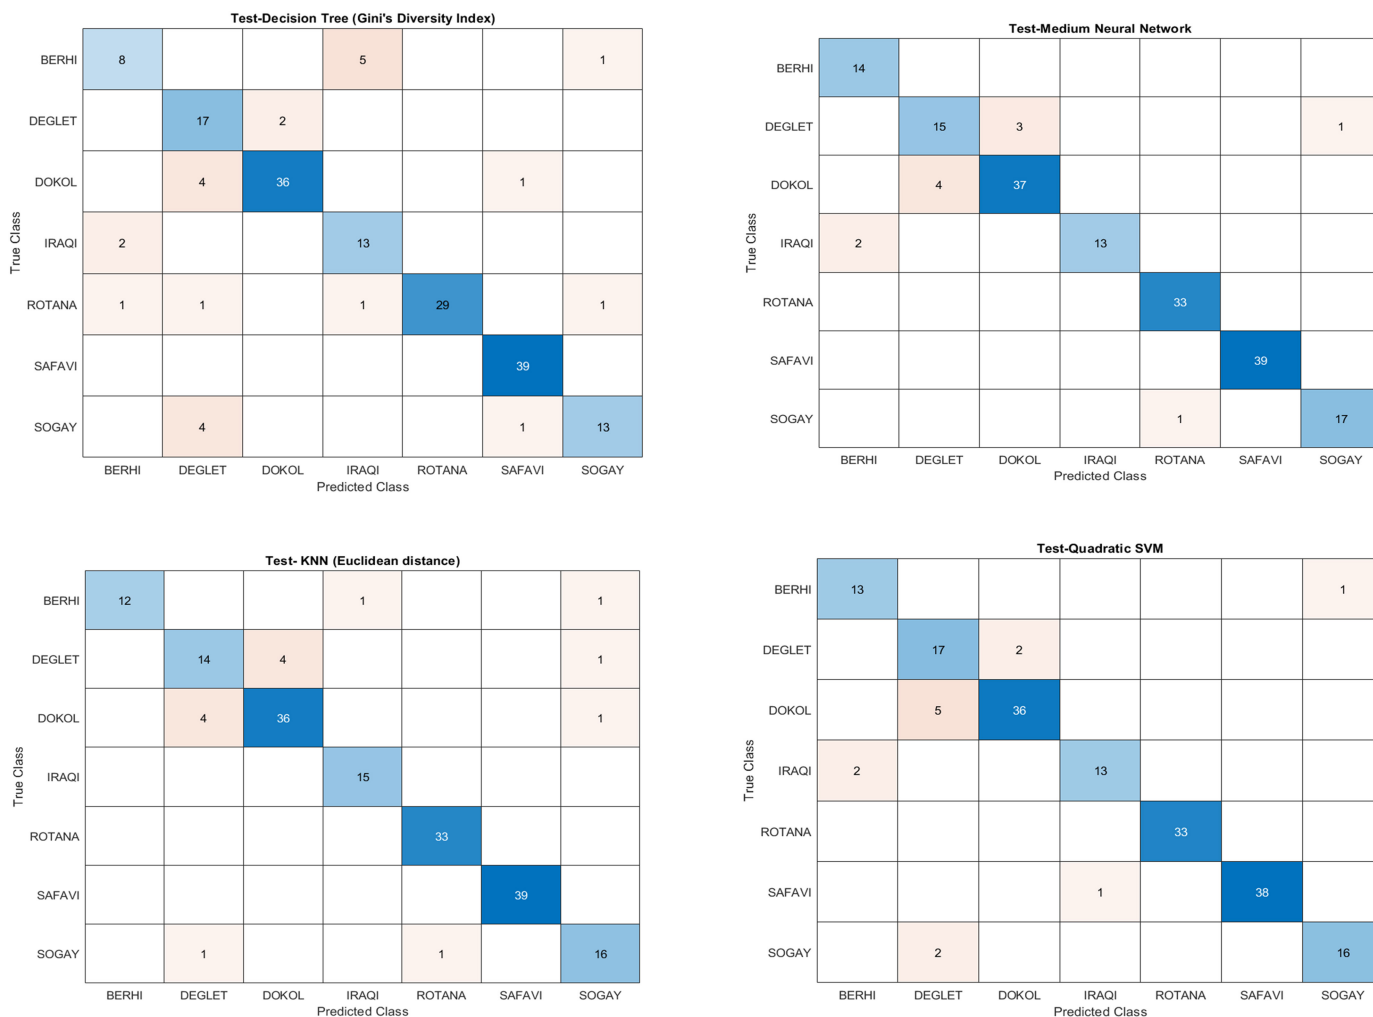 Test-Decision Tree (Gini's Diversity Index)
True Class
BERHI 8 5 1
DEGLET 17 2
DOKOL 4 36 1
IRAQI 2 13
ROTANA 1 1 1 29 1
SAFAVI 39
SOGAY 4 1 13
BERHI DEGLET DOKOL IRAQI ROTANA SAFAVI SOGAY
Predicted Class
Test-Medium Neural Network
True Class
BERHI 14
DEGLET 15 3 1
DOKOL 4 37
IRAQI 2 13
ROTANA 33
SAFAVI 39
SOGAY 1 17
BERHI DEGLET DOKOL IRAQI ROTANA SAFAVI SOGAY
Predicted Class
Test- KNN (Euclidean distance)
True Class
BERHI 12 1 1
DEGLET 14 4 1
DOKOL 4 36 1
IRAQI 15
ROTANA 33
SAFAVI 39
SOGAY 1 1 16
BERHI DEGLET DOKOL IRAQI ROTANA SAFAVI SOGAY
Predicted Class
Test-Quadratic SVM
True Class
BERHI 13 1
DEGLET 17 2
DOKOL 5 36
IRAQI 2 13
ROTANA 33
SAFAVI 1 38
SOGAY 2 16
BERHI DEGLET DOKOL IRAQI ROTANA SAFAVI SOGAY
Predicted Class